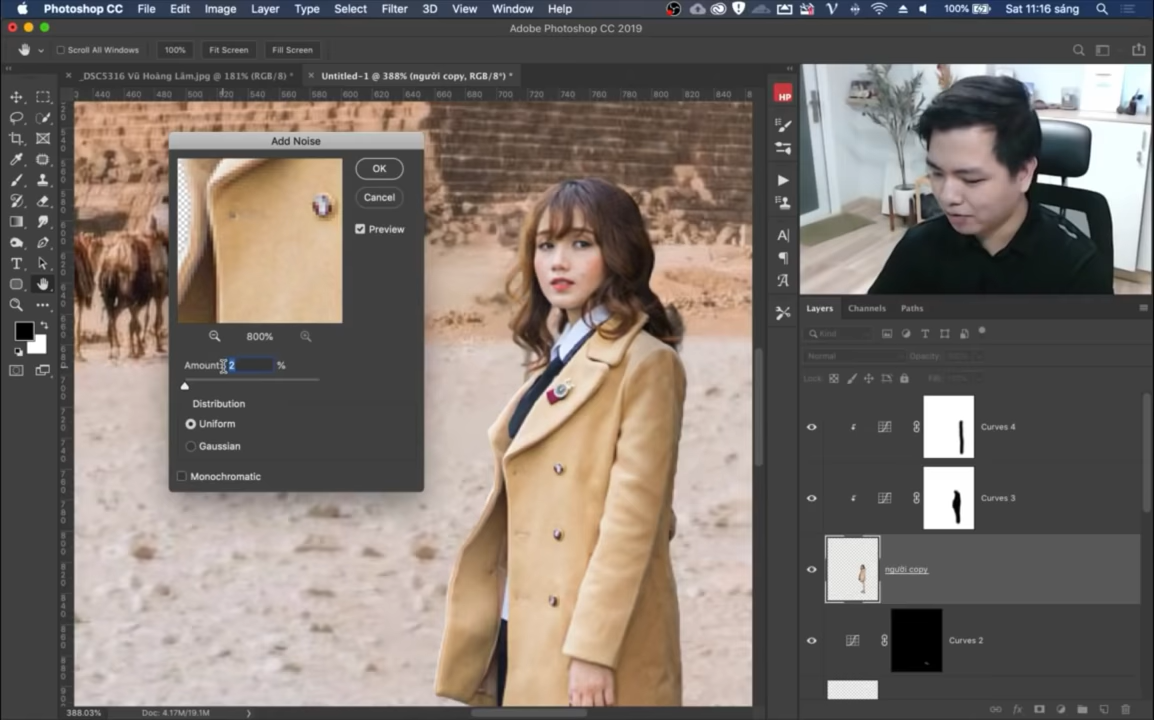 Photoshop CC File Edit Image Layer Type Select Filter 3D View Window Help 100% Sat 11:16 sáng
Adobe Photoshop CC 2019
Scroll All Windows 100% Fit Screen Fill Screen
_DSC5316 Vũ Hoàng Lâm.jpg @ 181% (RGB/8) *
Untitled-1 @ 388% (người copy, RGB/8*) *
440 460 480 500 520 540 560 580 600 620 640 660 680 700 720 740 760 780 800 820 840
Add Noise
OK
Cancel
Preview
800%
Amount: 2 %
Distribution
Uniform
Gaussian
Monochromatic
HP
Layers Channels Paths
Kind
Normal Opacity
Lock: Fill:
Curves 4
Curves 3
người copy
Curves 2
388.03% Doc: 4.17M/19.1M